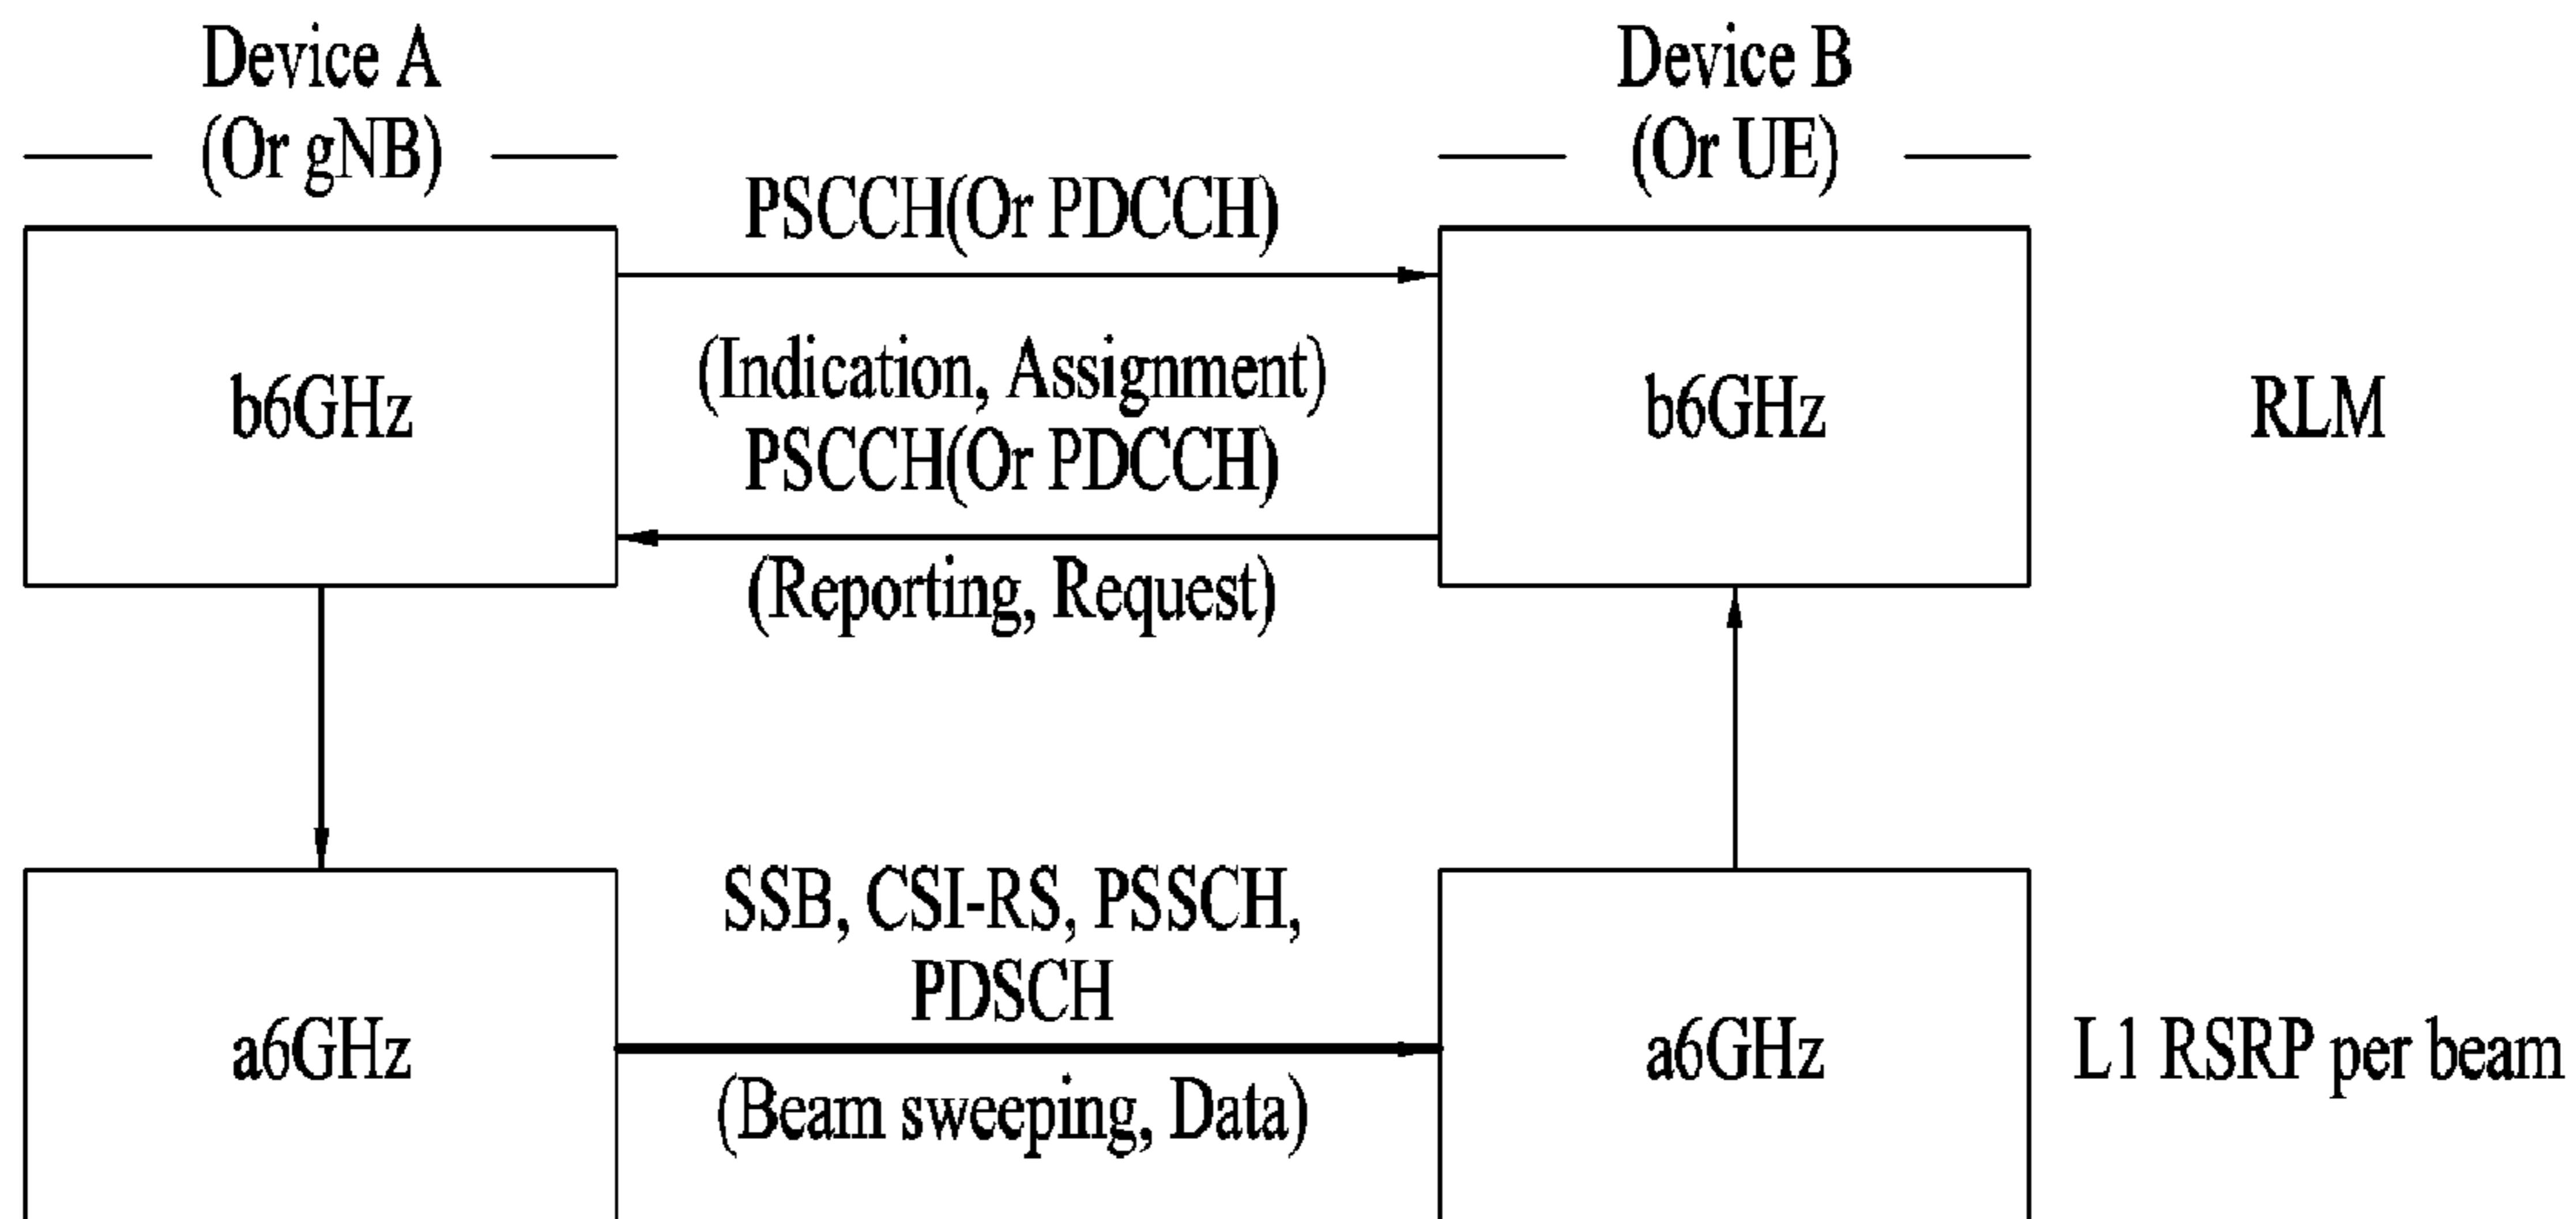 Device A
(Or gNB)
Device B
(Or UE)
PSCCH(Or PDCCH)
(Indication, Assignment)
b6GHz
b6GHz
RLM
PSCCH(Or PDCCH)
(Reporting, Request)
SSB, CSI-RS, PSSCH,
PDSCH
a6GHz
a6GHz
L1 RSRP per beam
(Beam sweeping, Data)